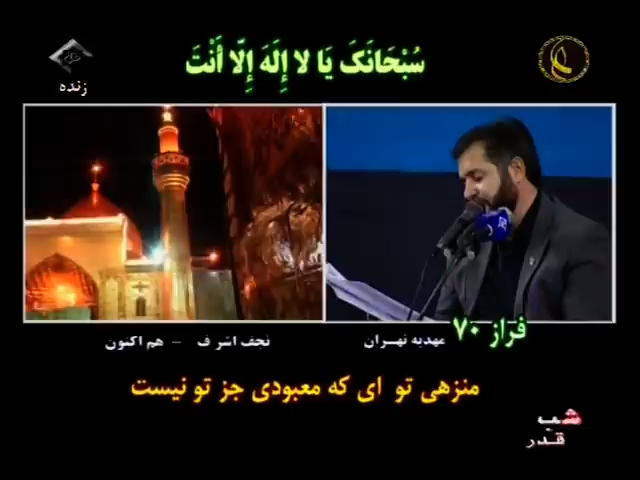 سُبْحَانَکَ یَا لا إِلَهَ إِلّا أَنْتَ
زنده
فراز ۷۰
مهدیه تهران
نجف اشرف - هم اکنون
منزهی تو ای که معبودی جز تو نیست
شب
قدر